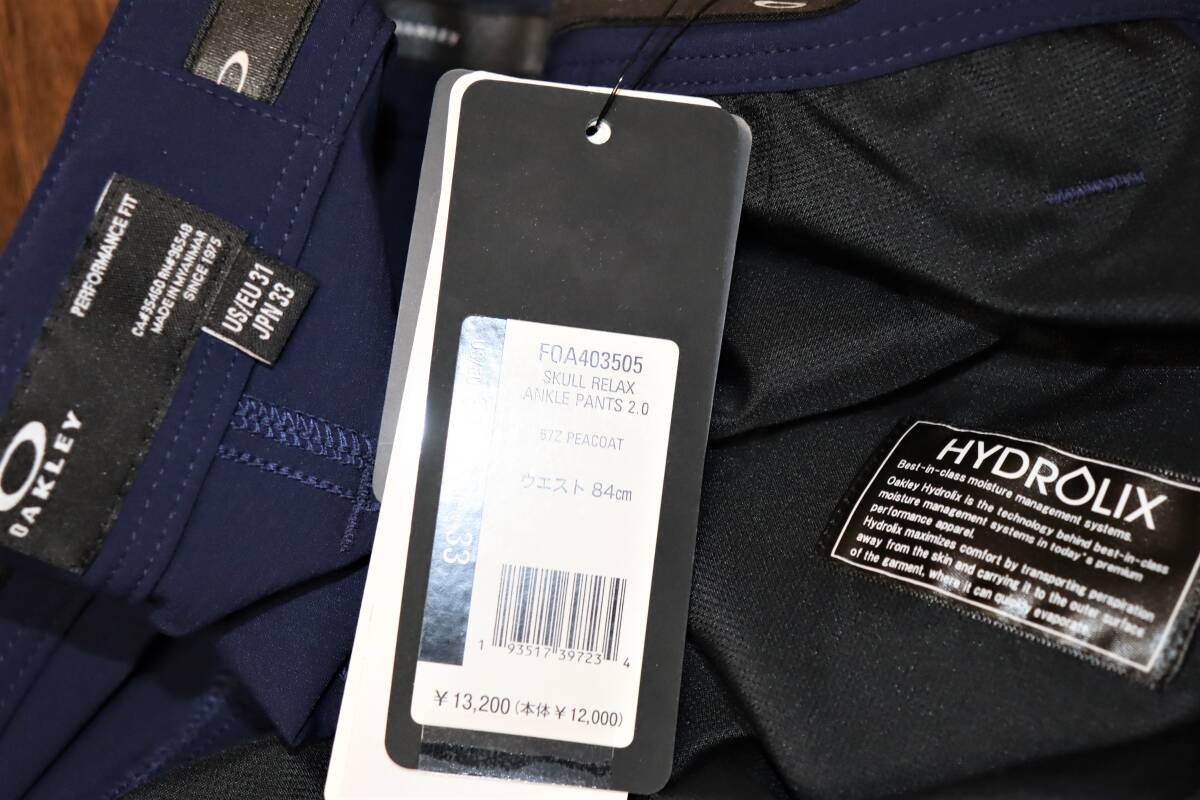 PERFORMANCE FIT
CA#35460 RN#96548
MADE IN MYANMAR
SINCE 1975
US/EU 31
JPN 33
OAKLEY
FOA403505
SKULL RELAX
ANKLE PANTS 2.0
67Z PEACOAT
ウエスト 84cm
33
1 93517 39723 4
￥13,200(本体￥12,000)
HYDROLIX
Best-in-class moisture management systems.
Oakley Hydrolix is the technology behind best-in-class
moisture management systems in today's premium
performance apparel.
Hydrolix maximizes comfort by transporting perspiration
away from the skin and carrying it to the outer surface
of the garment, where it can quickly evaporate.